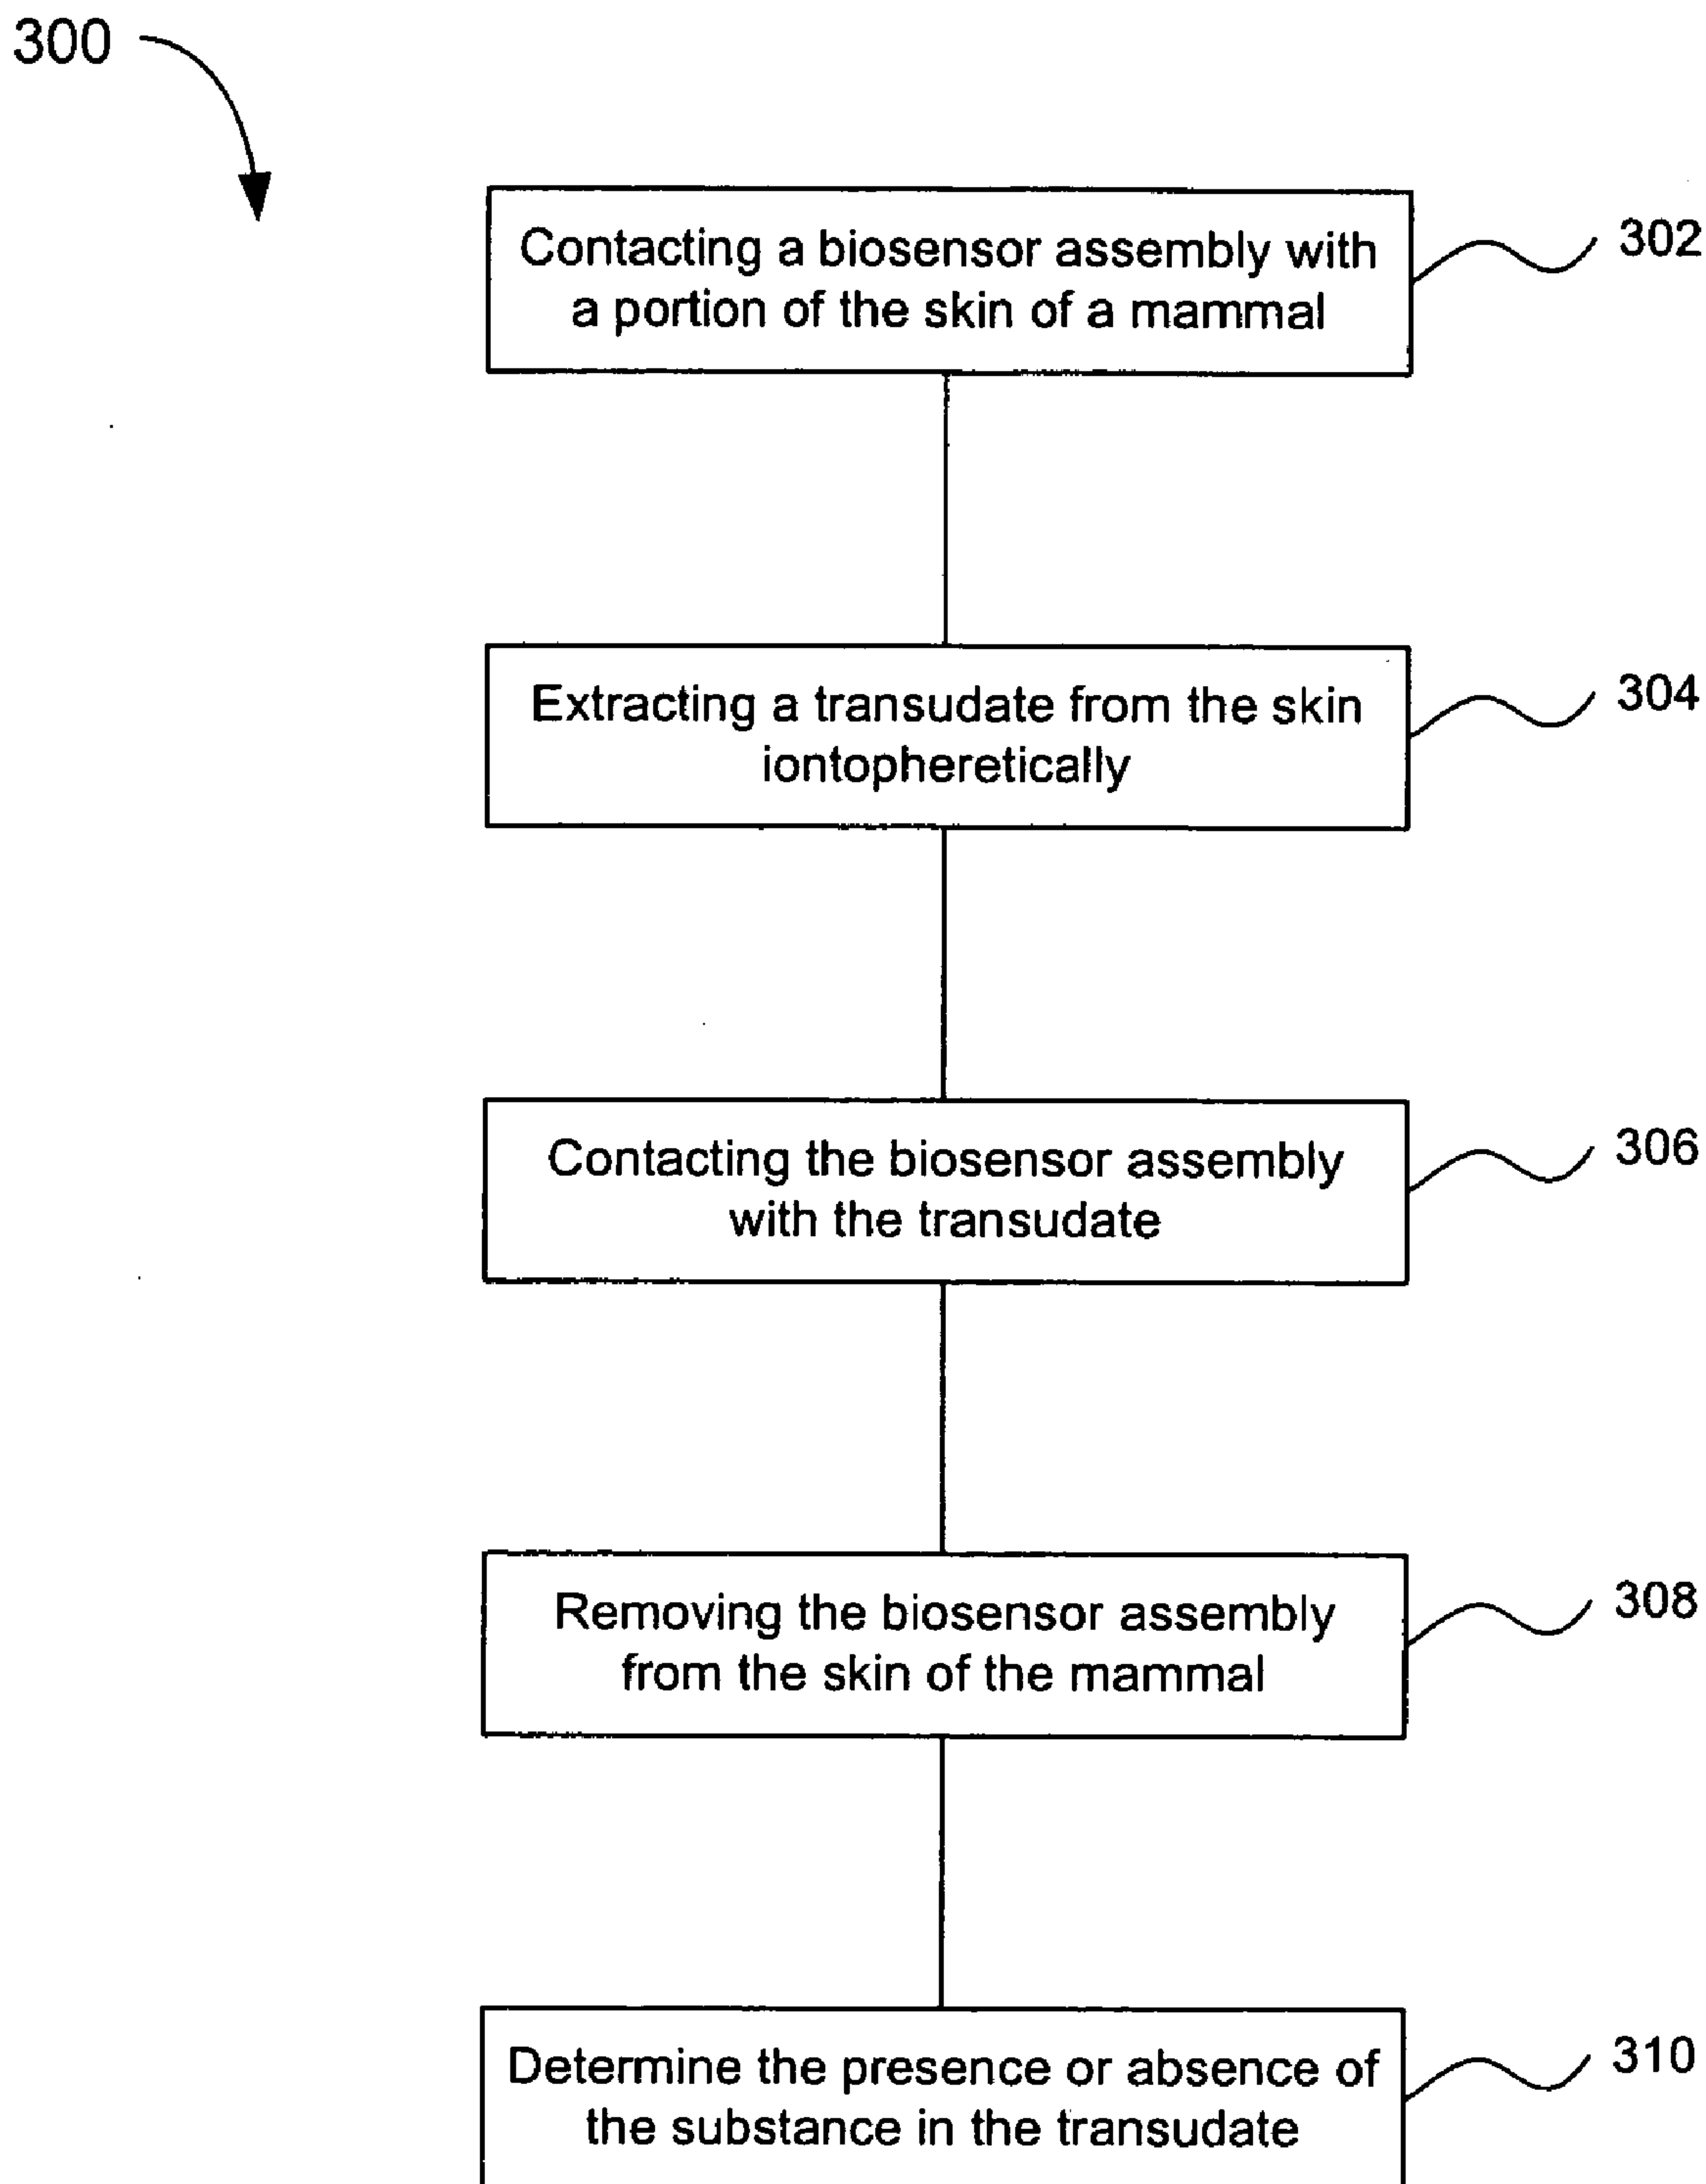 300
Contacting a biosensor assembly with
a portion of the skin of a mammal
302
Extracting a transudate from the skin
iontopheretically
304
Contacting the biosensor assembly
with the transudate
306
Removing the biosensor assembly
from the skin of the mammal
308
Determine the presence or absence of
the substance in the transudate
310